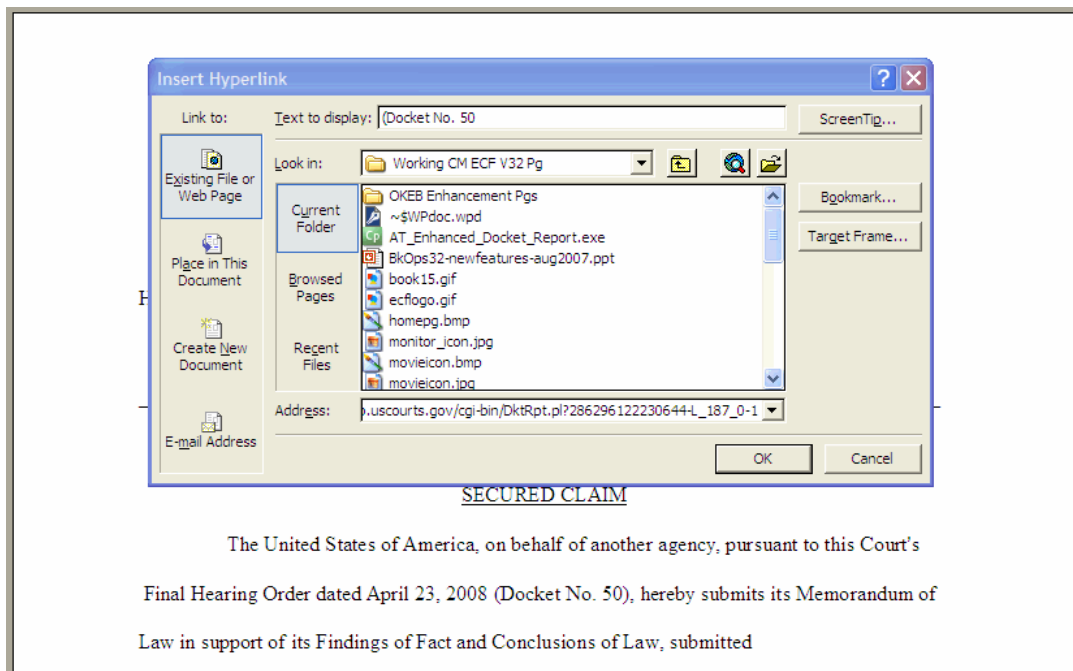 Insert Hyperlink
Link to:
Text to display: (Docket No. 50
ScreenTip...
Existing File or
Web Page
Look in: Working CM ECF V32 Pg
Current
Folder
OKEB Enhancement Pgs
~$WPdoc.wpd
AT_Enhanced_Docket_Report.exe
BkOps32-newfeatures-aug2007.ppt
book15.gif
ecflogo.gif
homepg.bmp
monitor_icon.jpg
movieicon.bmp
movieicon.jpg
Bookmark...
Target Frame...
Place in This
Document
Browsed
Pages
Create New
Document
Recent
Files
E-mail Address
Address: .uscourts.gov/cgi-bin/DktRpt.pl?286296122230644-L_187_0-1
OK
Cancel
H
SECURED CLAIM
The United States of America, on behalf of another agency, pursuant to this Court's
Final Hearing Order dated April 23, 2008 (Docket No. 50), hereby submits its Memorandum of
Law in support of its Findings of Fact and Conclusions of Law, submitted